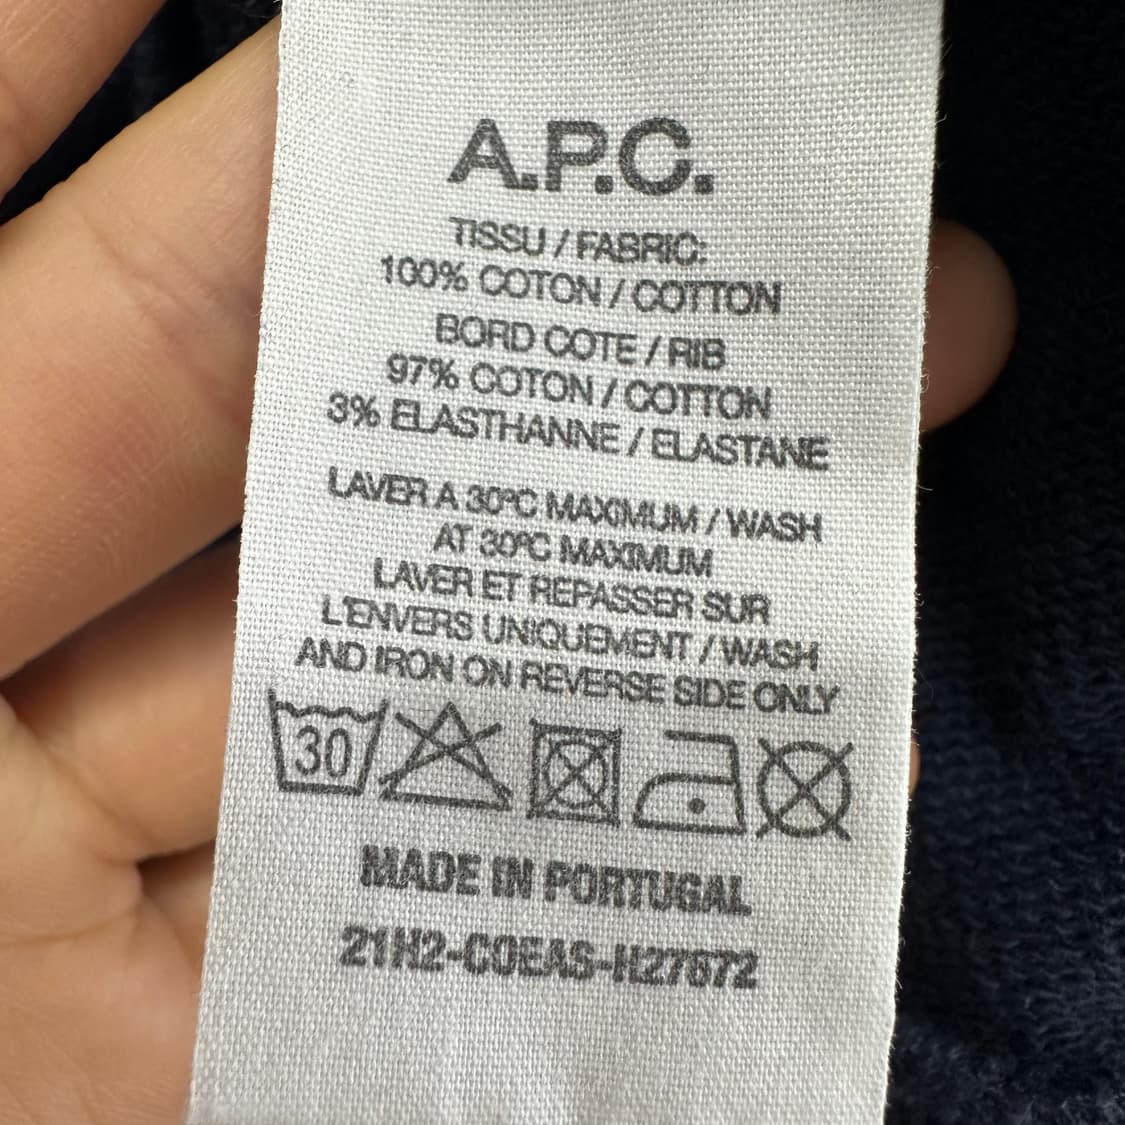 A.P.C.
TISSU / FABRIC:
100% COTON / COTTON
BORD COTE / RIB
97% COTON / COTTON
3% ELASTHANNE / ELASTANE
LAVER A 30°C MAXIMUM / WASH
AT 30°C MAXIMUM
LAVER ET REPASSER SUR
L'ENVERS UNIQUEMENT / WASH
AND IRON ON REVERSE SIDE ONLY
30
MADE IN PORTUGAL
21H2-COEAS-H27672